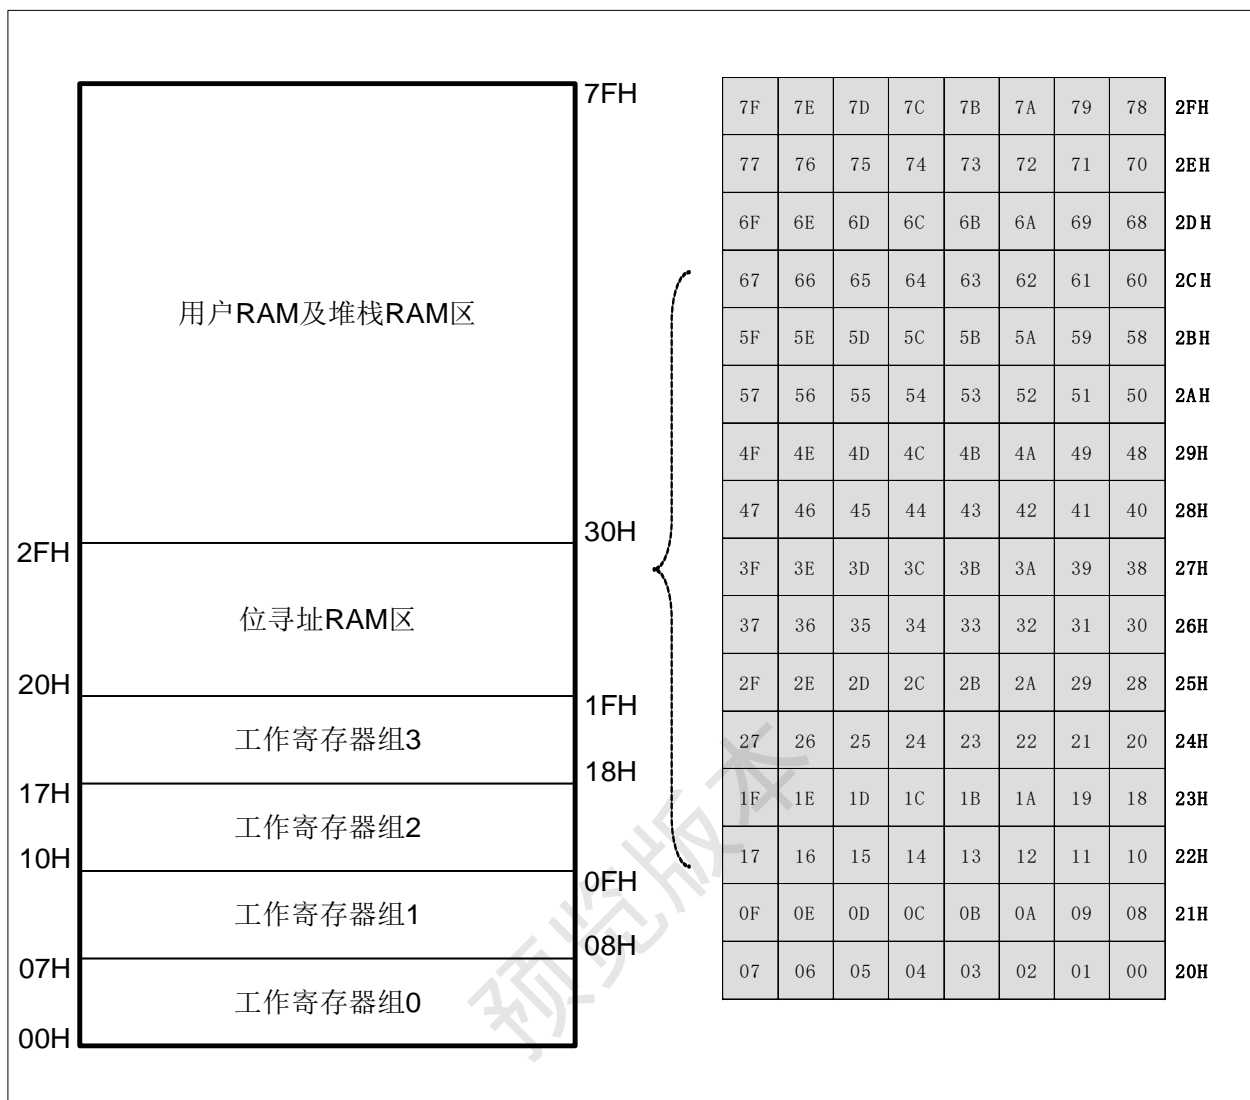 7FH
用户RAM及堆栈RAM区
30H
2FH
位寻址RAM区
20H
1FH
工作寄存器组3
18H
17H
工作寄存器组2
10H
0FH
工作寄存器组1
08H
07H
工作寄存器组0
00H
7F 7E 7D 7C 7B 7A 79 78 2FH
77 76 75 74 73 72 71 70 2EH
6F 6E 6D 6C 6B 6A 69 68 2DH
67 66 65 64 63 62 61 60 2CH
5F 5E 5D 5C 5B 5A 59 58 2BH
57 56 55 54 53 52 51 50 2AH
4F 4E 4D 4C 4B 4A 49 48 29H
47 46 45 44 43 42 41 40 28H
3F 3E 3D 3C 3B 3A 39 38 27H
37 36 35 34 33 32 31 30 26H
2F 2E 2D 2C 2B 2A 29 28 25H
27 26 25 24 23 22 21 20 24H
1F 1E 1D 1C 1B 1A 19 18 23H
17 16 15 14 13 12 11 10 22H
0F 0E 0D 0C 0B 0A 09 08 21H
07 06 05 04 03 02 01 00 20H
预览版本